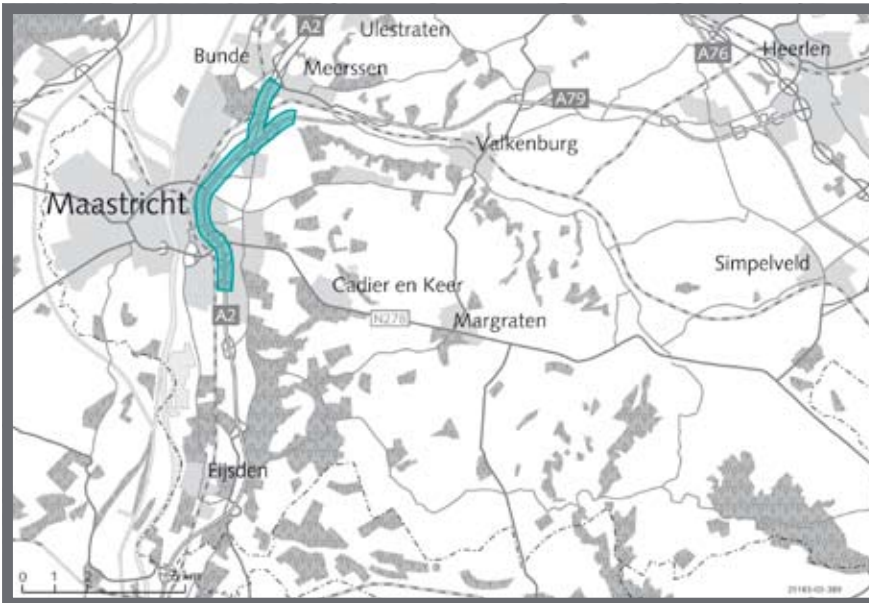 A2
Ulestraten
Bunde
Meerssen
A76
Heerlen
A79
Valkenburg
Maastricht
Simpelveld
Cadier en Keer
A2
N278
Margraten
Eijsden
0 1 2